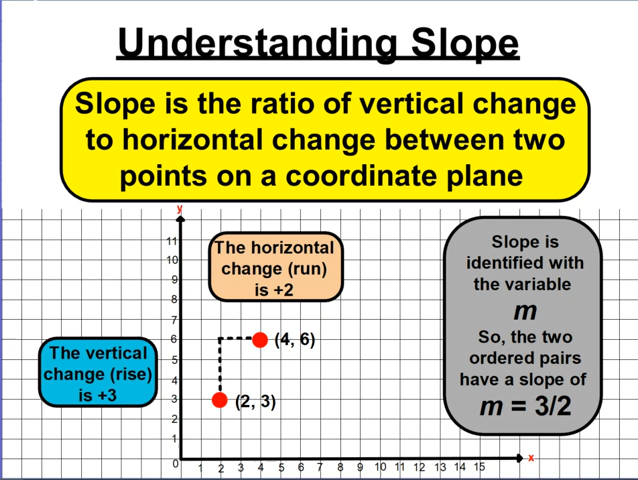 Understanding Slope
Slope is the ratio of vertical change
to horizontal change between two
points on a coordinate plane
y
11
10
9
8
7
6
5
4
3
2
1
0
The horizontal
change (run)
is +2
(4, 6)
The vertical
change (rise)
is +3
(2, 3)
Slope is
identified with
the variable
m
So, the two
ordered pairs
have a slope of
m = 3/2
1 2 3 4 5 6 7 8 9 10 11 12 13 14 15
x